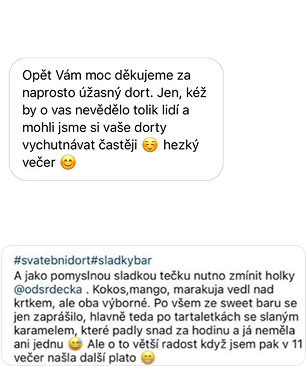 Opět Vám moc děkujeme za
naprosto úžasný dort. Jen, kéž
by o vas nevědělo tolik lidí a
mohli jsme si vaše dorty
vychutnávat častěji ☺️ hezký
večer 😊
#svatebnidort#sladkybar
A jako pomyslnou sladkou tečku nutno zmínit holky
@odsrdecka . Kokos,mango, marakuja vedl nad
krtkem, ale oba výborné. Po všem ze sweet baru se
jen zaprášilo, hlavně teda po tartaletkách se slaným
karamelem, které padly snad za hodinu a já neměla
ani jednu 😅 Ale o to větší radost když jsem pak v 11
večer našla další plato 😁